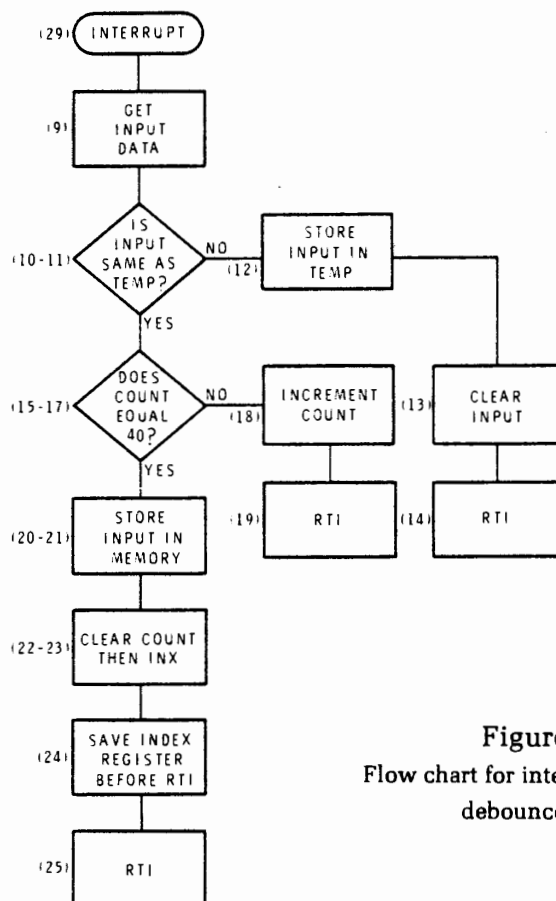 (29) INTERRUPT
(9) GET
INPUT
DATA
IS
INPUT
SAME AS
TEMP?
(10-11)
NO
(12)
STORE
INPUT IN
TEMP
YES
DOES
COUNT
EQUAL
40?
(15-17)
NO
(18)
INCREMENT
COUNT
(13)
CLEAR
INPUT
YES
(20-21)
STORE
INPUT IN
MEMORY
(19) RTI
(14) RTI
(22-23)
CLEAR COUNT
THEN INX
(24)
SAVE INDEX
REGISTER
BEFORE RTI
(25) RTI
Figure
Flow chart for inte
debounce